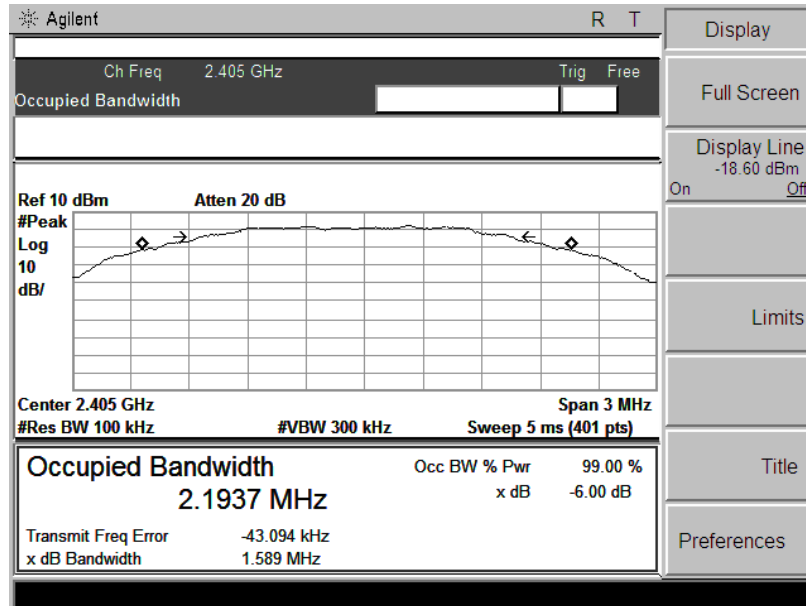 Agilent R T
Ch Freq 2.405 GHz Trig Free
Occupied Bandwidth
Ref 10 dBm Atten 20 dB
#Peak
Log
10
dB/
Center 2.405 GHz Span 3 MHz
#Res BW 100 kHz #VBW 300 kHz Sweep 5 ms (401 pts)
Occupied Bandwidth
2.1937 MHz
Occ BW % Pwr 99.00 %
x dB -6.00 dB
Transmit Freq Error -43.094 kHz
x dB Bandwidth 1.589 MHz
Display
Full Screen
Display Line
-18.60 dBm
On Off
Limits
Title
Preferences